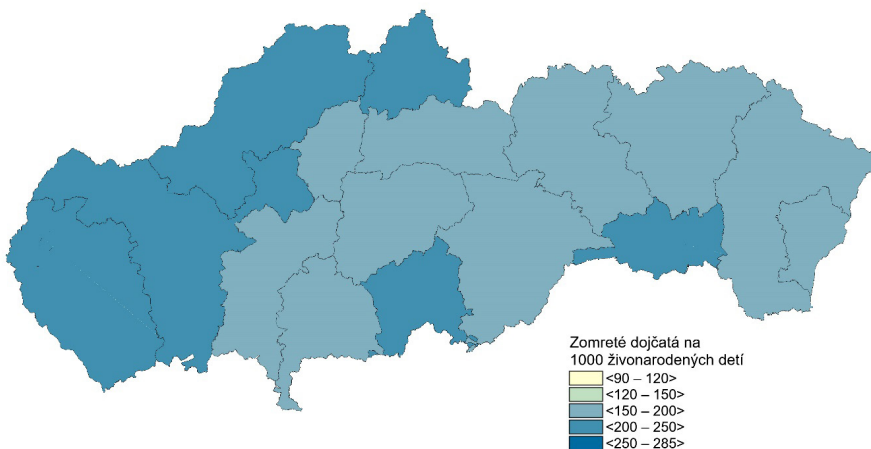 Zomreté dojčatá na
1000 živonarodených detí
<90 – 120>
<120 – 150>
<150 – 200>
<200 – 250>
<250 – 285>